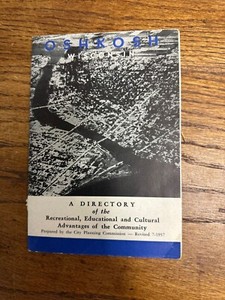 OSHKOSH
WISCONSIN
A DIRECTORY
of the
Recreational, Educational and Cultural
Advantages of the Community
Prepared by the City Planning Commission — Revised 7-1957